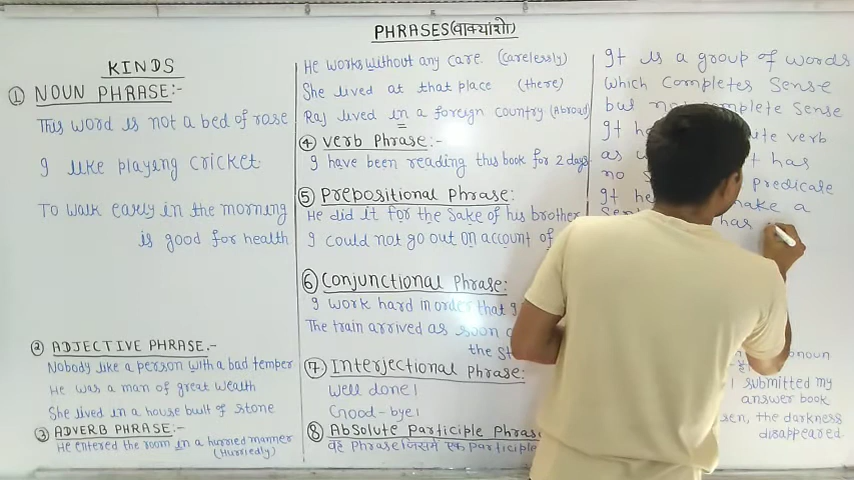 PHRASES(वाक्यांशो)
KINDS
① NOUN PHRASE:-
This word is not a bed of rose
I like playing cricket.
To walk early in the morning
is good for health
② ADJECTIVE PHRASE.-
Nobody like a person with a bad temper
He was a man of great wealth
She lived in a house built of stone
③ ADVERB PHRASE:-
He entered the room in a hurried manner
(Hurriedly)
He works without any care. (carelessly)
She lived at that place (there)
Raj lived in a foreign country (Abroad)
④ Verb Phrase:-
I have been reading this book for 2 days
⑤ Prepositional Phrase:
He did it for the sake of his brother
I could not go out on account of
⑥ Conjunctional Phrase:
I work hard in order that I
The train arrived as soon
the
⑦ Interjectional Phrase:
Well done!
Good-bye!
⑧ Absolute Participle Phrase
वह Phrase जिसमे एक Participle
It is a group of words
which completes Sense
but complete Sense
It verb
as has
no predicate
It make a
has
submitted my
answer book
the darkness
disappeared